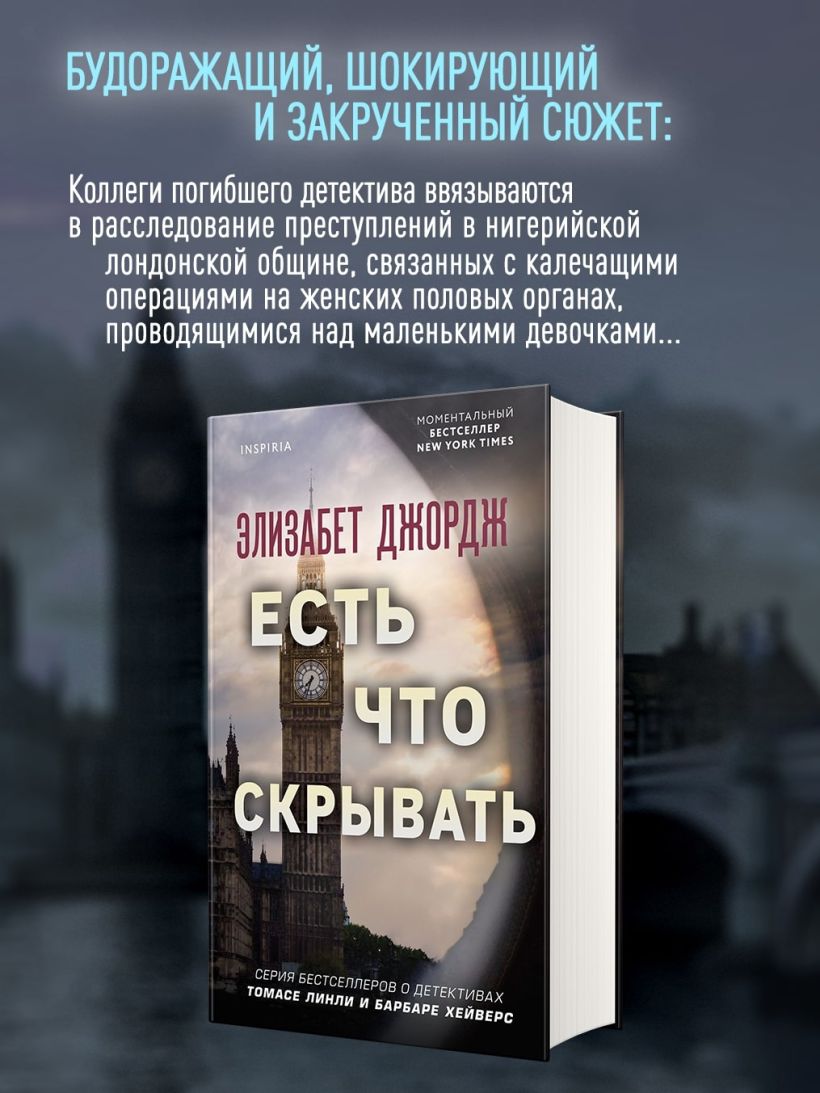 БУДОРАЖАЩИЙ, ШОКИРУЮЩИЙ
И ЗАКРУЧЕННЫЙ СЮЖЕТ:
Коллеги погибшего детектива ввязываются
в расследование преступлений в нигерийской
лондонской общине, связанных с калечащими
операциями на женских половых органах,
проводящимися над маленькими девочками...
INSPIRIA
МОМЕНТАЛЬНЫЙ
БЕСТСЕЛЛЕР
NEW YORK TIMES
ЭЛИЗАБЕТ ДЖОРДЖ
ЕСТЬ
ЧТО
СКРЫВАТЬ
СЕРИЯ БЕСТСЕЛЛЕРОВ О ДЕТЕКТИВАХ
ТОМАСЕ ЛИНЛИ И БАРБАРЕ ХЕЙВЕРС